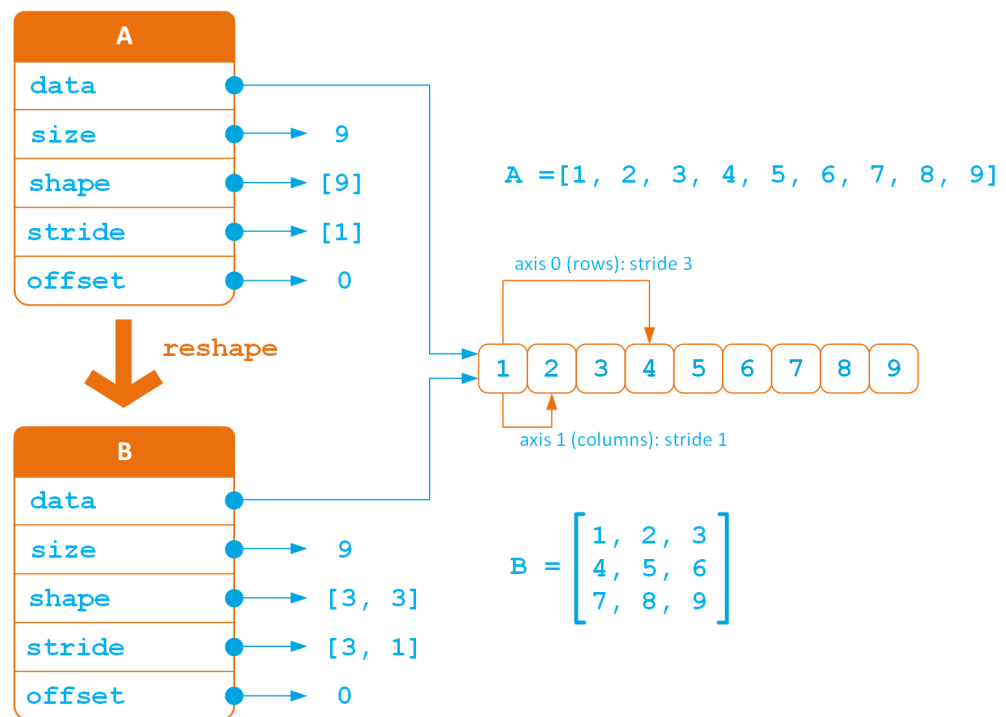 A
data
size 9
shape [9]
stride [1]
offset 0
A =[1, 2, 3, 4, 5, 6, 7, 8, 9]
reshape
axis 0 (rows): stride 3
1 2 3 4 5 6 7 8 9
axis 1 (columns): stride 1
B
data
size 9
shape [3, 3]
stride [3, 1]
offset 0
B = [1, 2, 3
4, 5, 6
7, 8, 9]